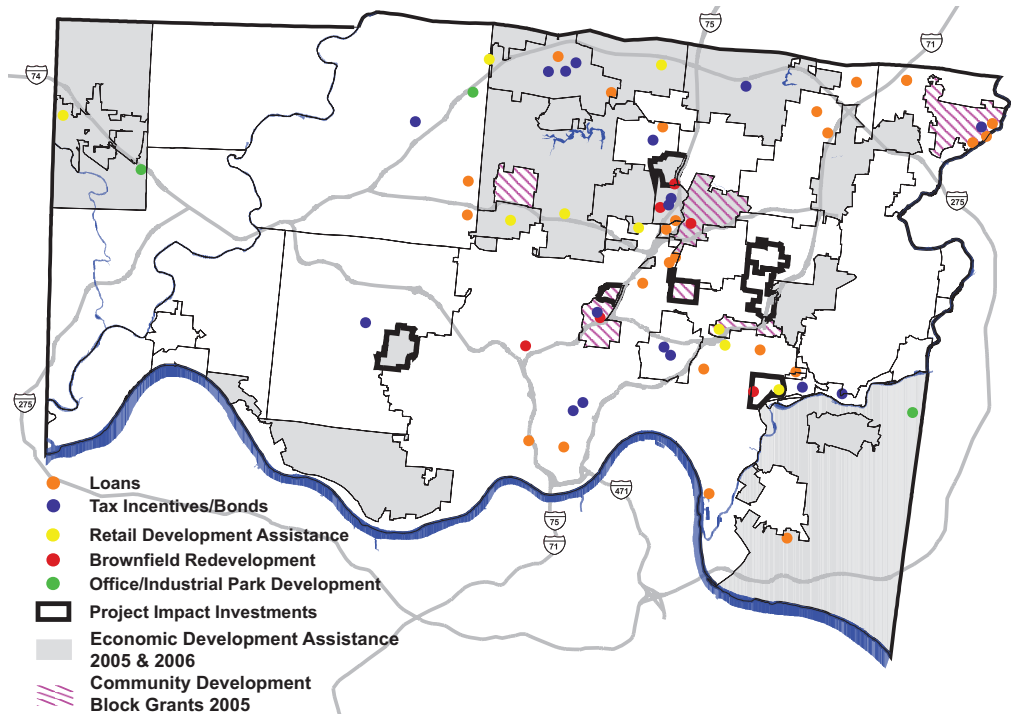 75
71
74
275
275
471
75
71
Loans
Tax Incentives/Bonds
Retail Development Assistance
Brownfield Redevelopment
Office/Industrial Park Development
Project Impact Investments
Economic Development Assistance
2005 & 2006
Community Development
Block Grants 2005